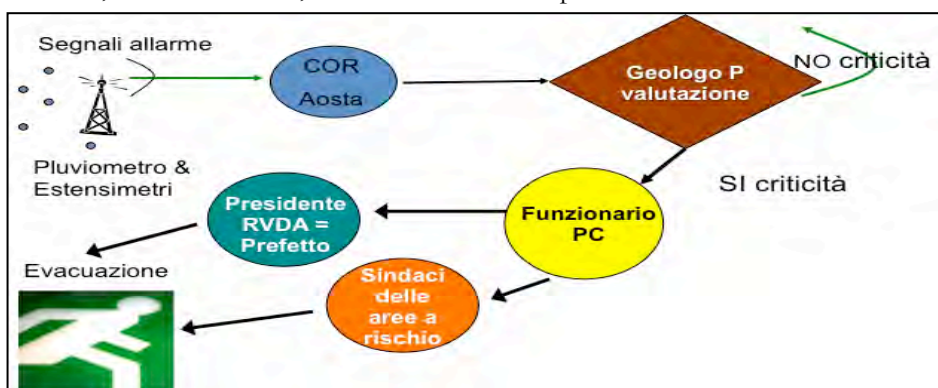 Segnali allarme
COR
Aosta
Geologo P
valutazione
NO criticità
Pluviometro &
Estensimetri
SI criticità
Presidente
RVDA =
Prefetto
Funzionario
PC
Evacuazione
Sindaci
delle
aree a
rischio